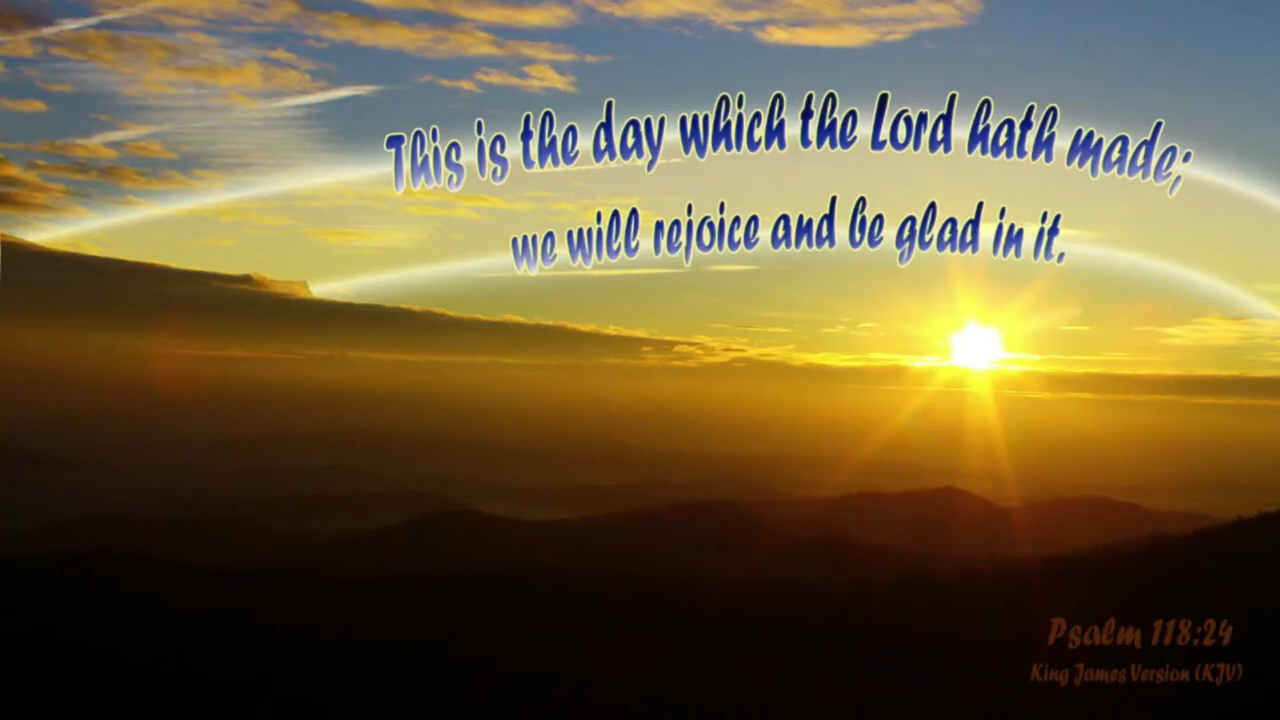 This is the day which the Lord hath made;
we will rejoice and be glad in it.
Psalm 118:24
King James Version (KJV)